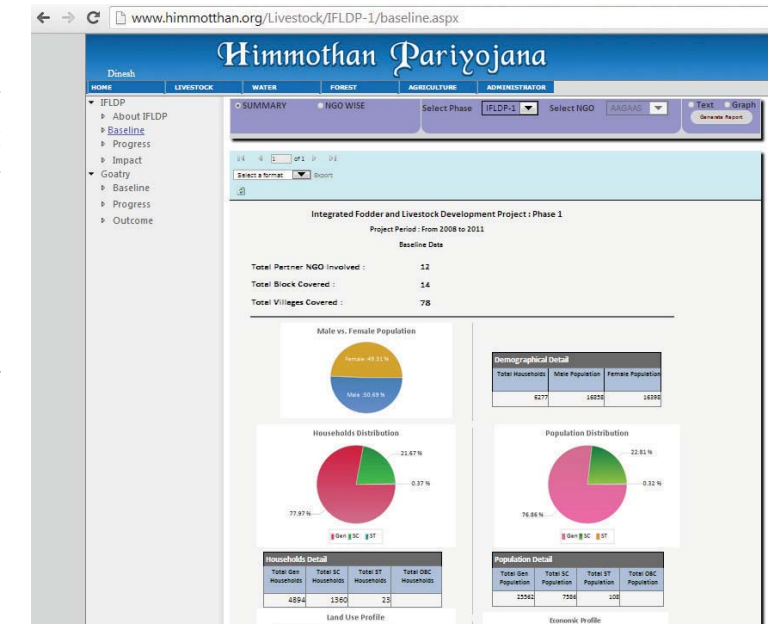 www.himmotthan.org/Livestock/IFLDP-1/baseline.aspx
Himmothan Pariyojana
Dinesh
HOME LIVESTOCK WATER FOREST AGRICULTURE ADMINISTRATOR
IFLDP
About IFLDP
Baseline
Progress
Impact
Goatry
Baseline
Progress
Outcome
SUMMARY NGO WISE Select Phase IFLDP-1 Select NGO AAGAAS Text Graph
Generate Report
1 of 1
Select a format Export
Integrated Fodder and Livestock Development Project : Phase 1
Project Period : From 2008 to 2011
Baseline Data
Total Partner NGO Involved : 12
Total Block Covered : 14
Total Villages Covered : 78
Male vs. Female Population
Female :49.31 %
Male :50.69 %
Demographical Detail
Total Households Male Population Female Population
6277 16858 16398
Households Distribution
21.67 %
0.37 %
77.97 %
Gen SC ST
Population Distribution
22.81 %
0.32 %
76.86 %
Gen SC ST
Households Detail
Total Gen Households Total SC Households Total ST Households Total OBC Households
4894 1360 23
Population Detail
Total Gen Population Total SC Population Total ST Population Total OBC Population
25562 7586 108
Land Use Profile
Economic Profile